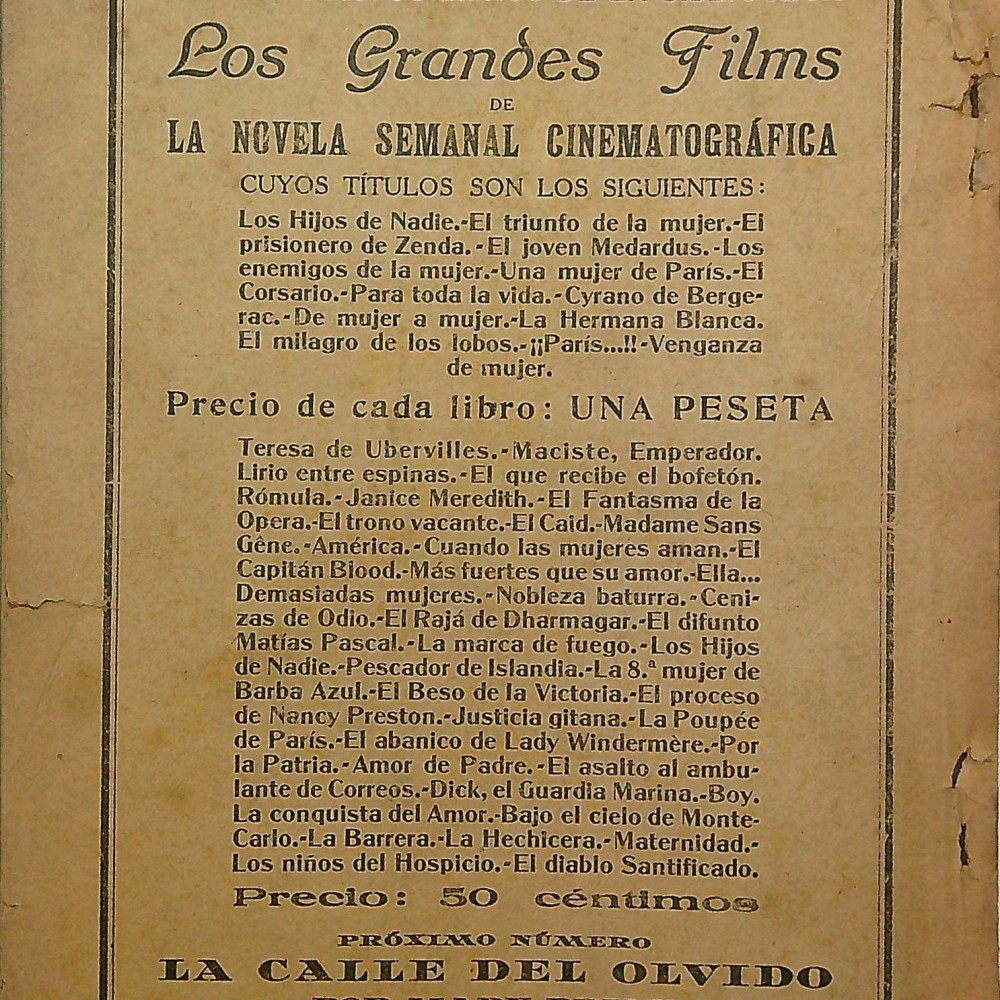 Los Grandes Films
DE
LA NOVELA SEMANAL CINEMATOGRÁFICA
CUYOS TÍTULOS SON LOS SIGUIENTES:
Los Hijos de Nadie.-El triunfo de la mujer.-El
prisionero de Zenda.-El joven Medardus.-Los
enemigos de la mujer.-Una mujer de París.-El
Corsario.-Para toda la vida.-Cyrano de Berge-
rac.-De mujer a mujer.-La Hermana Blanca.
El milagro de los lobos.-¡¡París...!!-Venganza
de mujer.
Precio de cada libro: UNA PESETA
Teresa de Ubervilles.-Maciste, Emperador.
Lirio entre espinas.-El que recibe el bofetón.
Rómula.-Janice Meredith.-El Fantasma de la
Opera.-El trono vacante.-El Caid.-Madame Sans
Gêne.-América.-Cuando las mujeres aman.-El
Capitán Blood.-Más fuertes que su amor.-Ella...
Demasiadas mujeres.-Nobleza baturra.-Ceni-
zas de Odio.-El Rajá de Dharmagar.-El difunto
Matías Pascal.-La marca de fuego.-Los Hijos
de Nadie.-Pescador de Islandia.-La 8.ª mujer de
Barba Azul.-El Beso de la Victoria.-El proceso
de Nancy Preston.-Justicia gitana.-La Poupée
de París.-El abanico de Lady Windermère.-Por
la Patria.-Amor de Padre.-El asalto al ambu-
lante de Correos.-Dick, el Guardia Marina.-Boy.
La conquista del Amor.-Bajo el cielo de Monte-
Carlo.-La Barrera.-La Hechicera.-Maternidad.-
Los niños del Hospicio.-El diablo Santificado.
Precio: 50 céntimos
PRÓXIMO NÚMERO
LA CALLE DEL OLVIDO